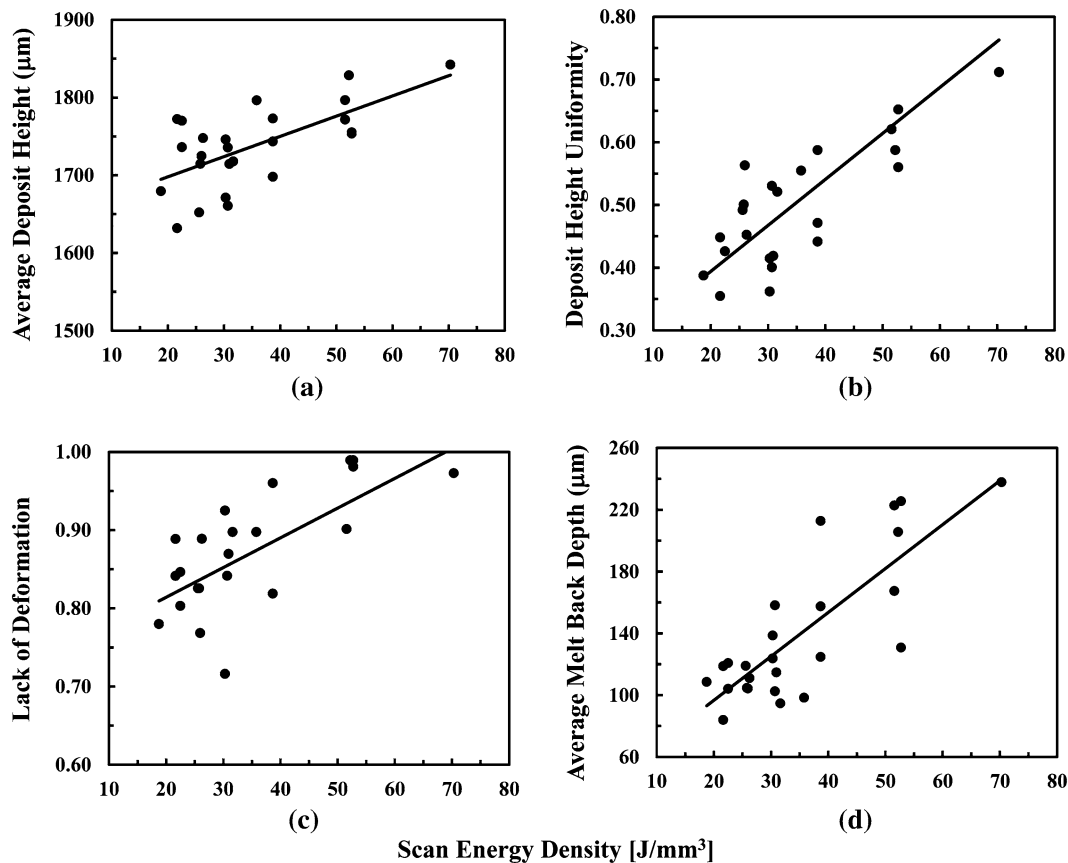 Average Deposit Height (μm)
1900
1800
1700
1600
1500
10 20 30 40 50 60 70 80
(a)
Deposit Height Uniformity
0.80
0.70
0.60
0.50
0.40
0.30
10 20 30 40 50 60 70 80
(b)
Lack of Deformation
1.00
0.90
0.80
0.70
0.60
10 20 30 40 50 60 70 80
(c)
Average Melt Back Depth (μm)
260
220
180
140
100
60
10 20 30 40 50 60 70 80
(d)
Scan Energy Density [J/mm³]